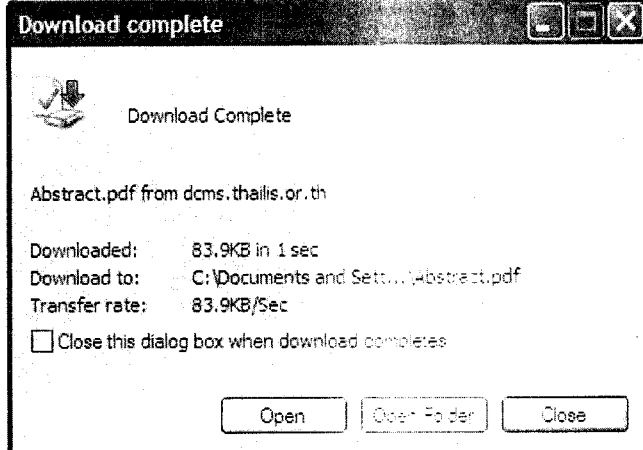 Download complete
Download Complete
Abstract.pdf from dcms.thailis.or.th
Downloaded: 83.9KB in 1 sec
Download to: C:\Documents and Sett...\Abstract.pdf
Transfer rate: 83.9KB/Sec
Close this dialog box when download completes
Open Open Folder Close